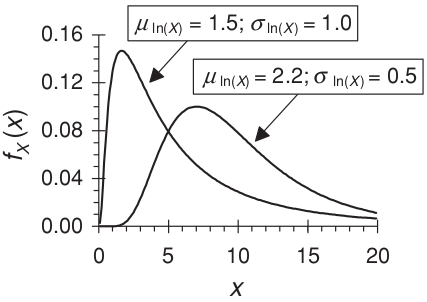 μ ln(X) = 1.5; σ ln(X) = 1.0
μ ln(X) = 2.2; σ ln(X) = 0.5
0.16
0.12
0.08
0.04
0.00
fX(x)
0 5 10 15 20
x